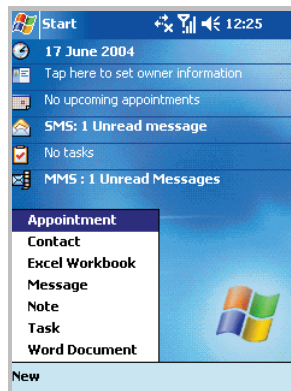 Start 12:25
17 June 2004
Tap here to set owner information
No upcoming appointments
SMS: 1 Unread message
No tasks
MMS : 1 Unread Messages
Appointment
Contact
Excel Workbook
Message
Note
Task
Word Document
New